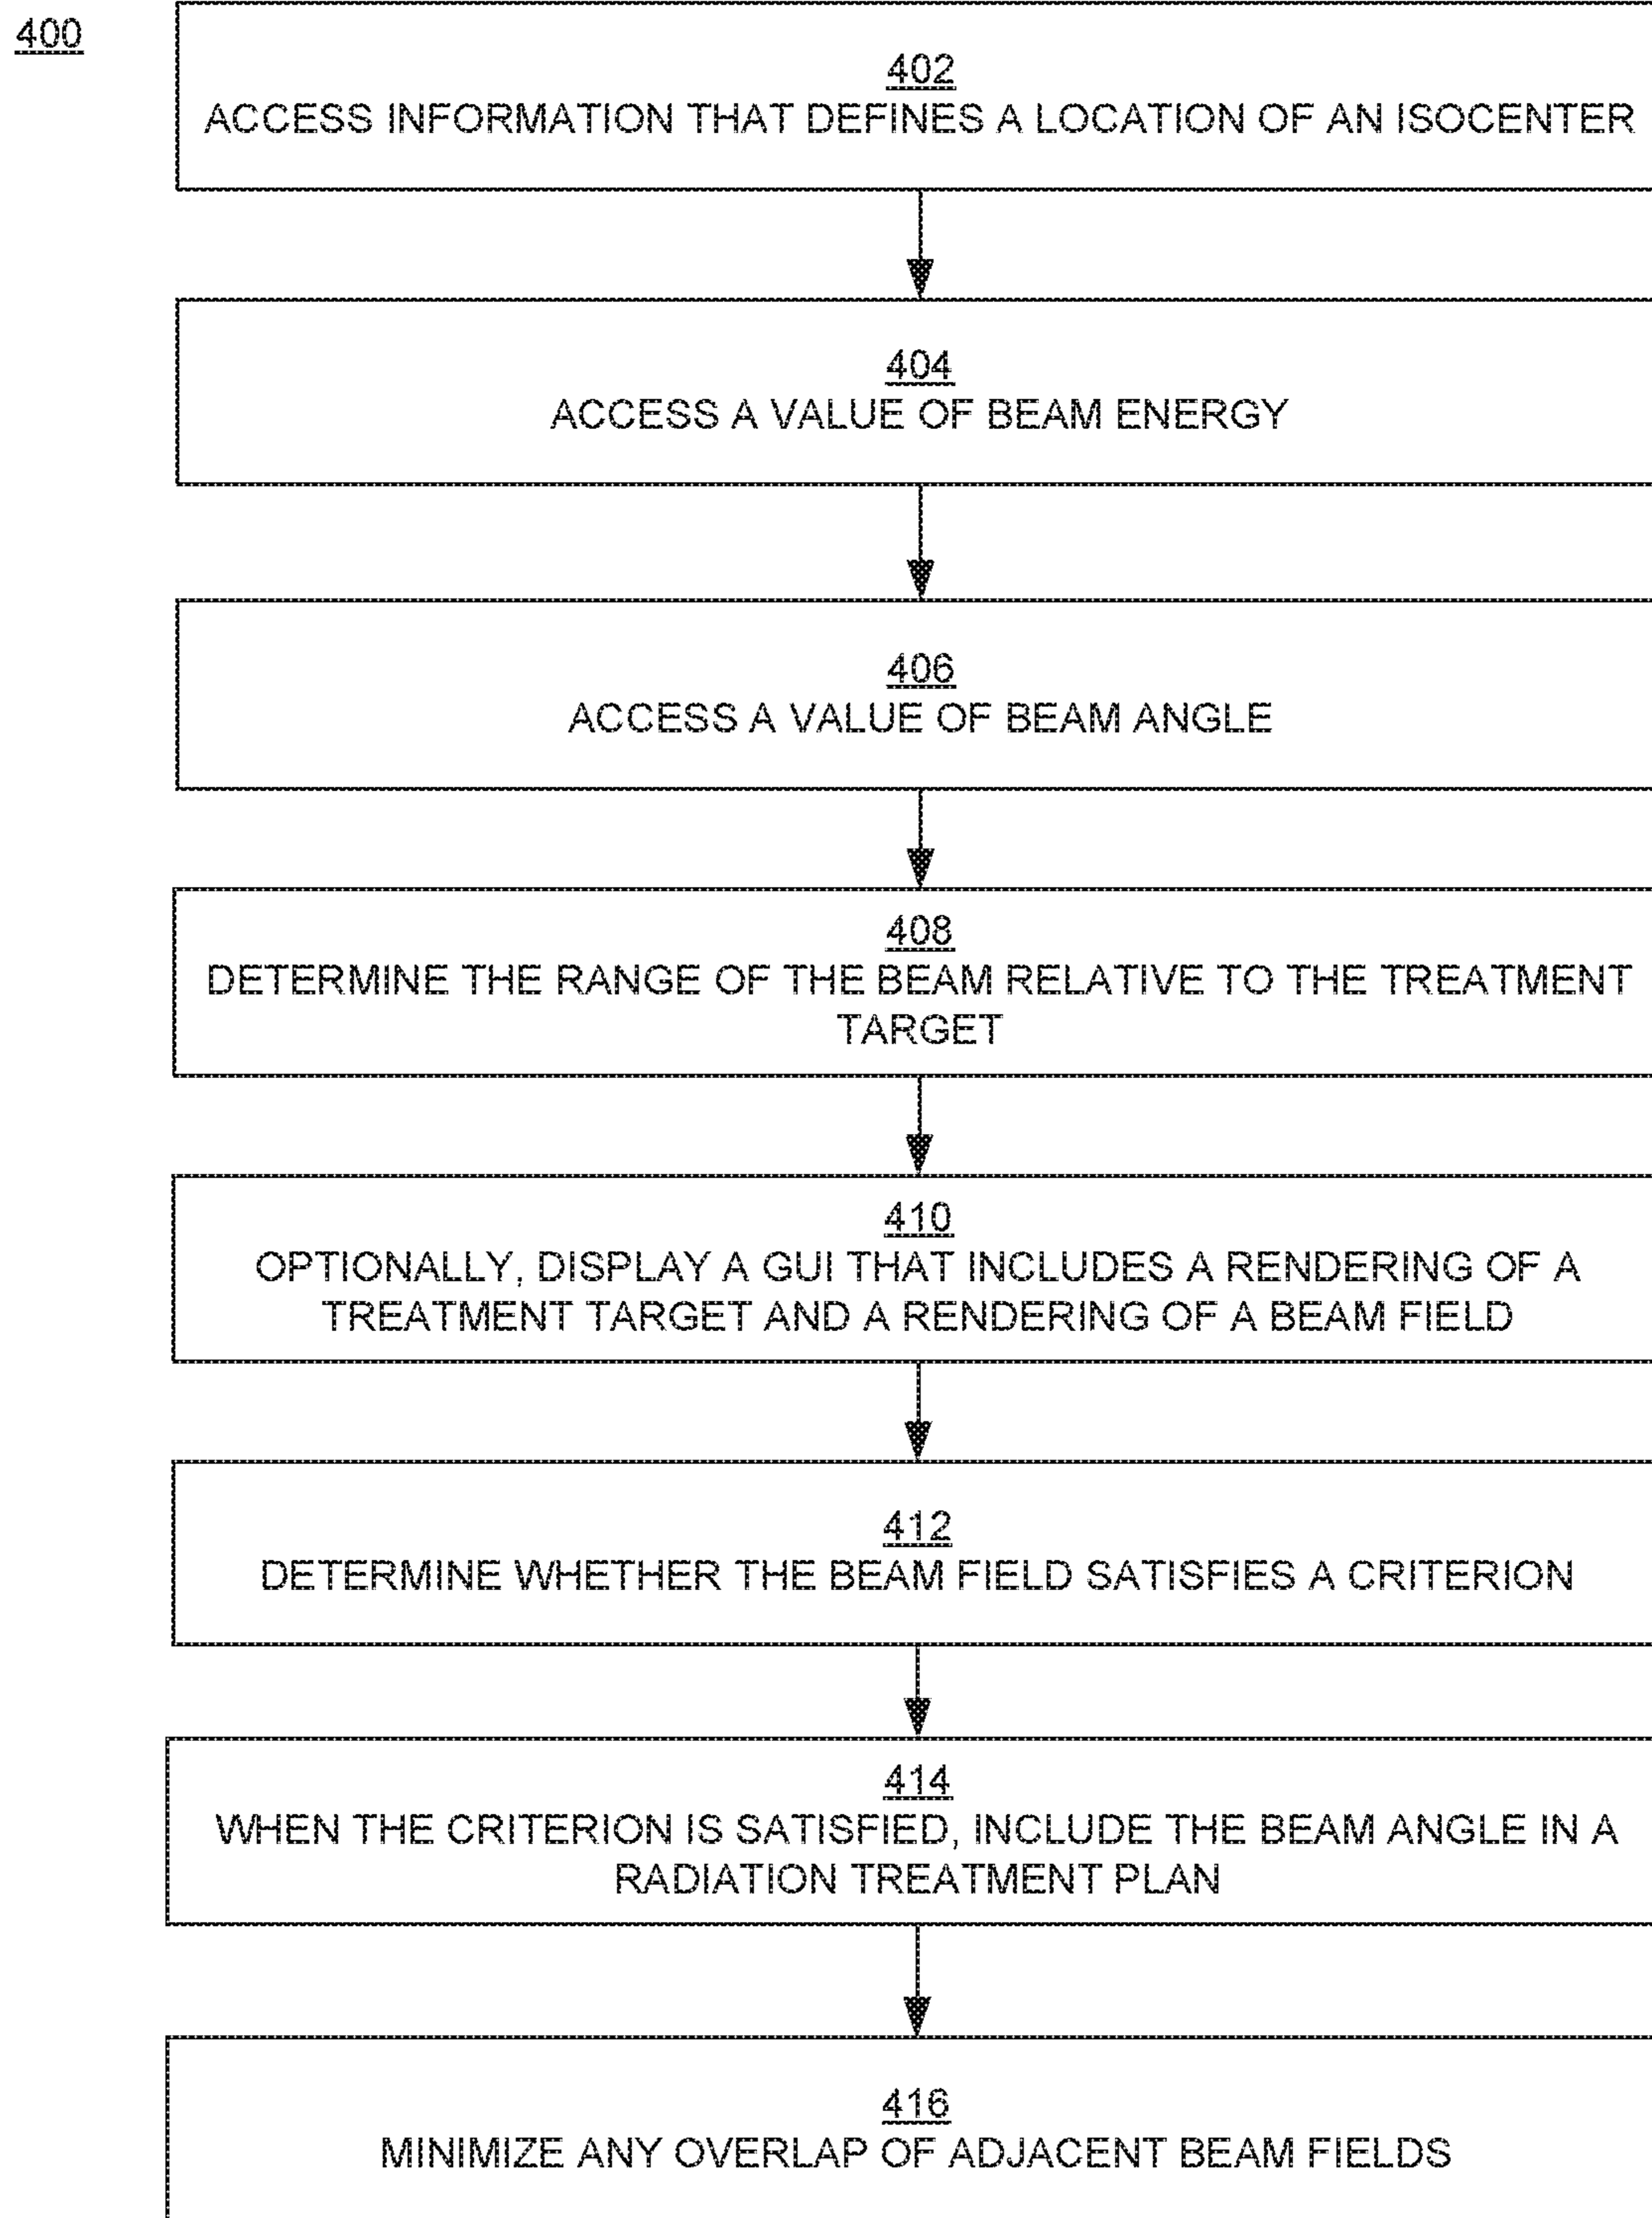 400
402
ACCESS INFORMATION THAT DEFINES A LOCATION OF AN ISOCENTER
404
ACCESS A VALUE OF BEAM ENERGY
406
ACCESS A VALUE OF BEAM ANGLE
408
DETERMINE THE RANGE OF THE BEAM RELATIVE TO THE TREATMENT
TARGET
410
OPTIONALLY, DISPLAY A GUI THAT INCLUDES A RENDERING OF A
TREATMENT TARGET AND A RENDERING OF A BEAM FIELD
412
DETERMINE WHETHER THE BEAM FIELD SATISFIES A CRITERION
414
WHEN THE CRITERION IS SATISFIED, INCLUDE THE BEAM ANGLE IN A
RADIATION TREATMENT PLAN
416
MINIMIZE ANY OVERLAP OF ADJACENT BEAM FIELDS